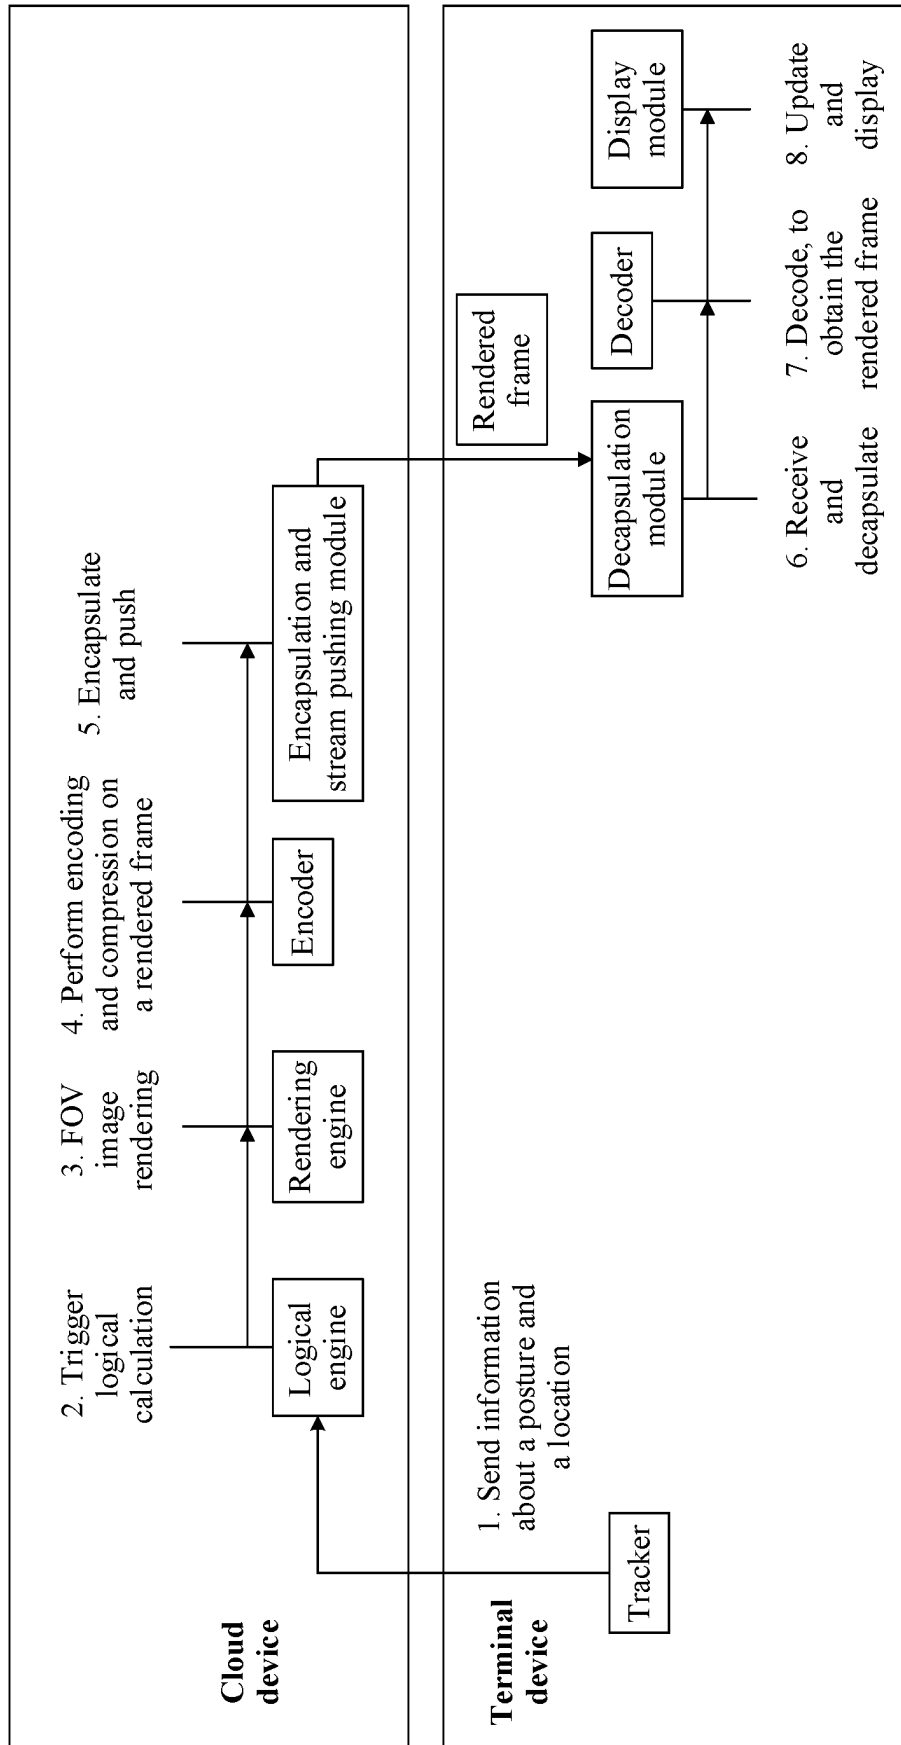 Cloud
device
2. Trigger
logical
calculation
3. FOV
image
rendering
4. Perform encoding
and compression on
a rendered frame
5. Encapsulate
and push
Logical
engine
Rendering
engine
Encoder
Encapsulation and
stream pushing module
Terminal
device
1. Send information
about a posture and
a location
Tracker
Rendered
frame
Decapsulation
module
Decoder
Display
module
6. Receive
and
decapsulate
7. Decode, to
obtain the
rendered frame
8. Update
and
display